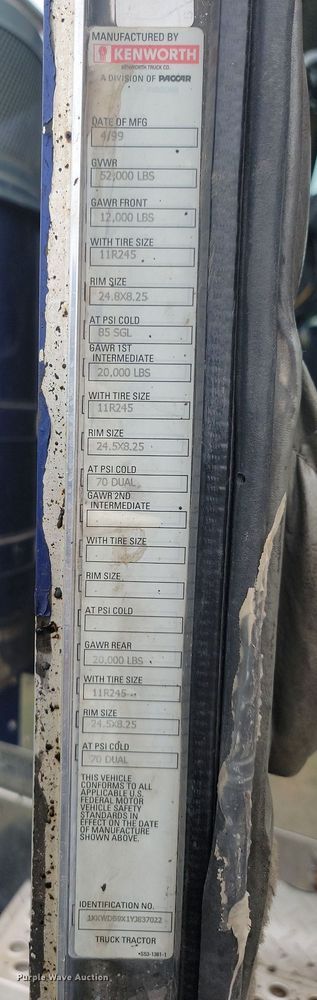 MANUFACTURED BY
KENWORTH
KENWORTH TRUCK CO.
A DIVISION OF PACCAR
DATE OF MFG
4/99
GVWR
52,000 LBS
GAWR FRONT
12,000 LBS
WITH TIRE SIZE
11R245
RIM SIZE
24.8X8.25
AT PSI COLD
85 SGL
GAWR 1ST
INTERMEDIATE
20,000 LBS
WITH TIRE SIZE
11R245
RIM SIZE
24.5X8.25
AT PSI COLD
70 DUAL
GAWR 2ND
INTERMEDIATE
WITH TIRE SIZE
RIM SIZE
AT PSI COLD
GAWR REAR
20,000 LBS
WITH TIRE SIZE
11R245
RIM SIZE
24.5X8.25
AT PSI COLD
70 DUAL
THIS VEHICLE
CONFORMS TO ALL
APPLICABLE U.S.
FEDERAL MOTOR
VEHICLE SAFETY
STANDARDS IN
EFFECT ON THE DATE
OF MANUFACTURE
SHOWN ABOVE.
IDENTIFICATION NO.
TRUCK TRACTOR
Purple Wave Auction